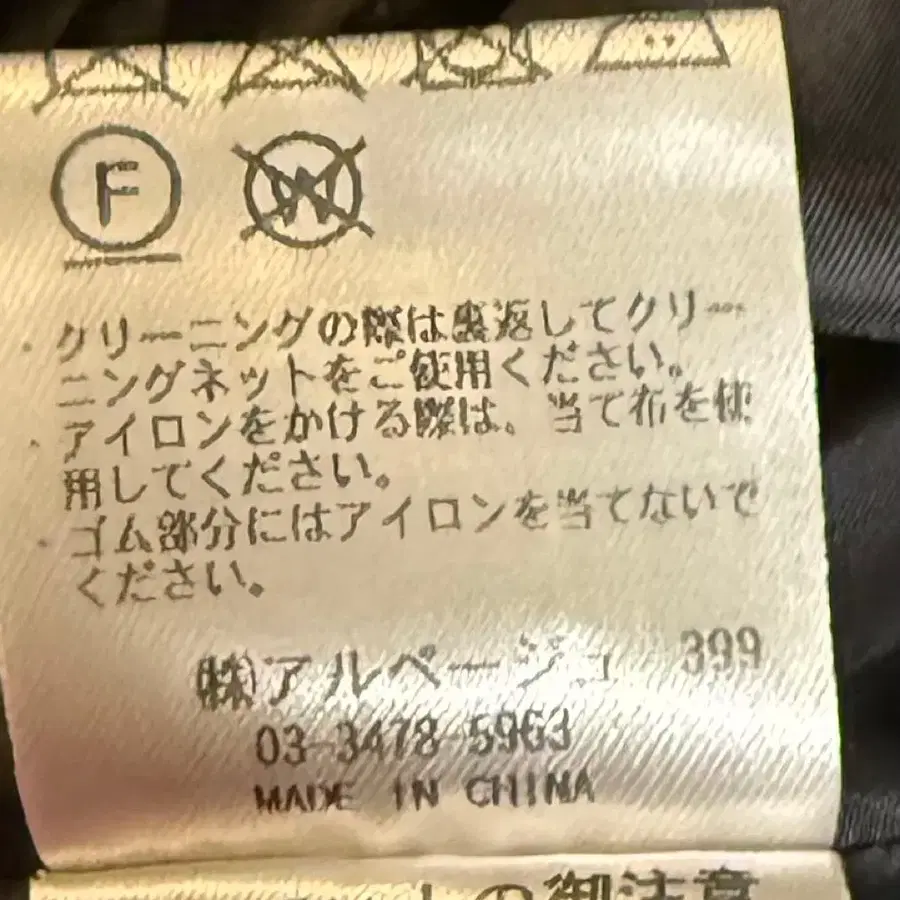 F W
・クリーニングの際は裏返してクリー
ニングネットをご使用ください。
・アイロンをかける際は、当て布を使
用してください。
・ゴム部分にはアイロンを当てないで
ください。
㈱アルページュ 399
03-3478-5963
MADE IN CHINA
の御注意